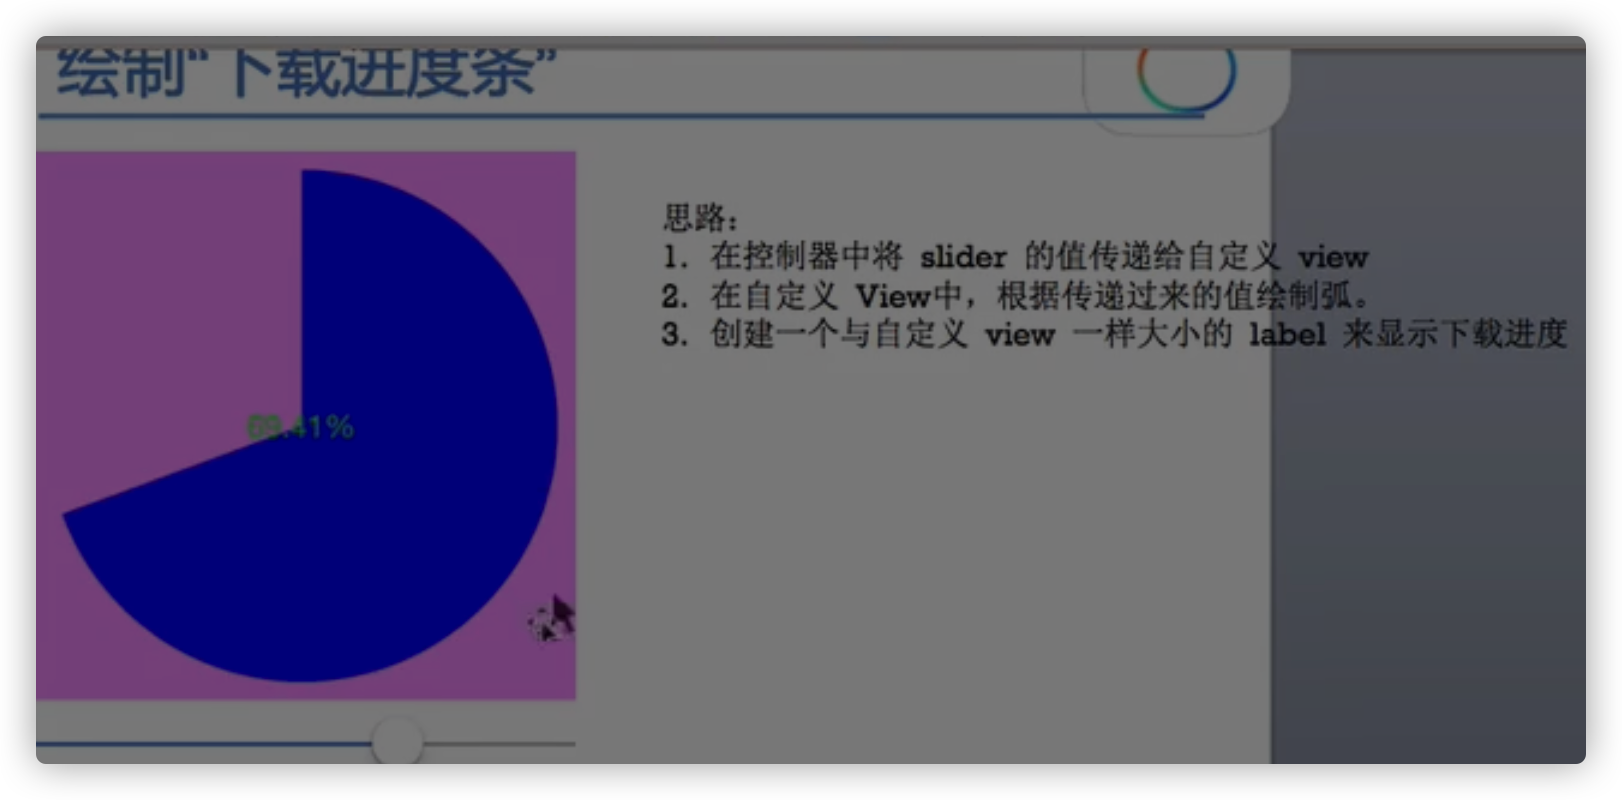 绘制“下载进度条”
思路：
1. 在控制器中将 slider 的值传递给自定义 view
2. 在自定义 View中，根据传递过来的值绘制弧。
3. 创建一个与自定义 view 一样大小的 label 来显示下载进度
69.41%